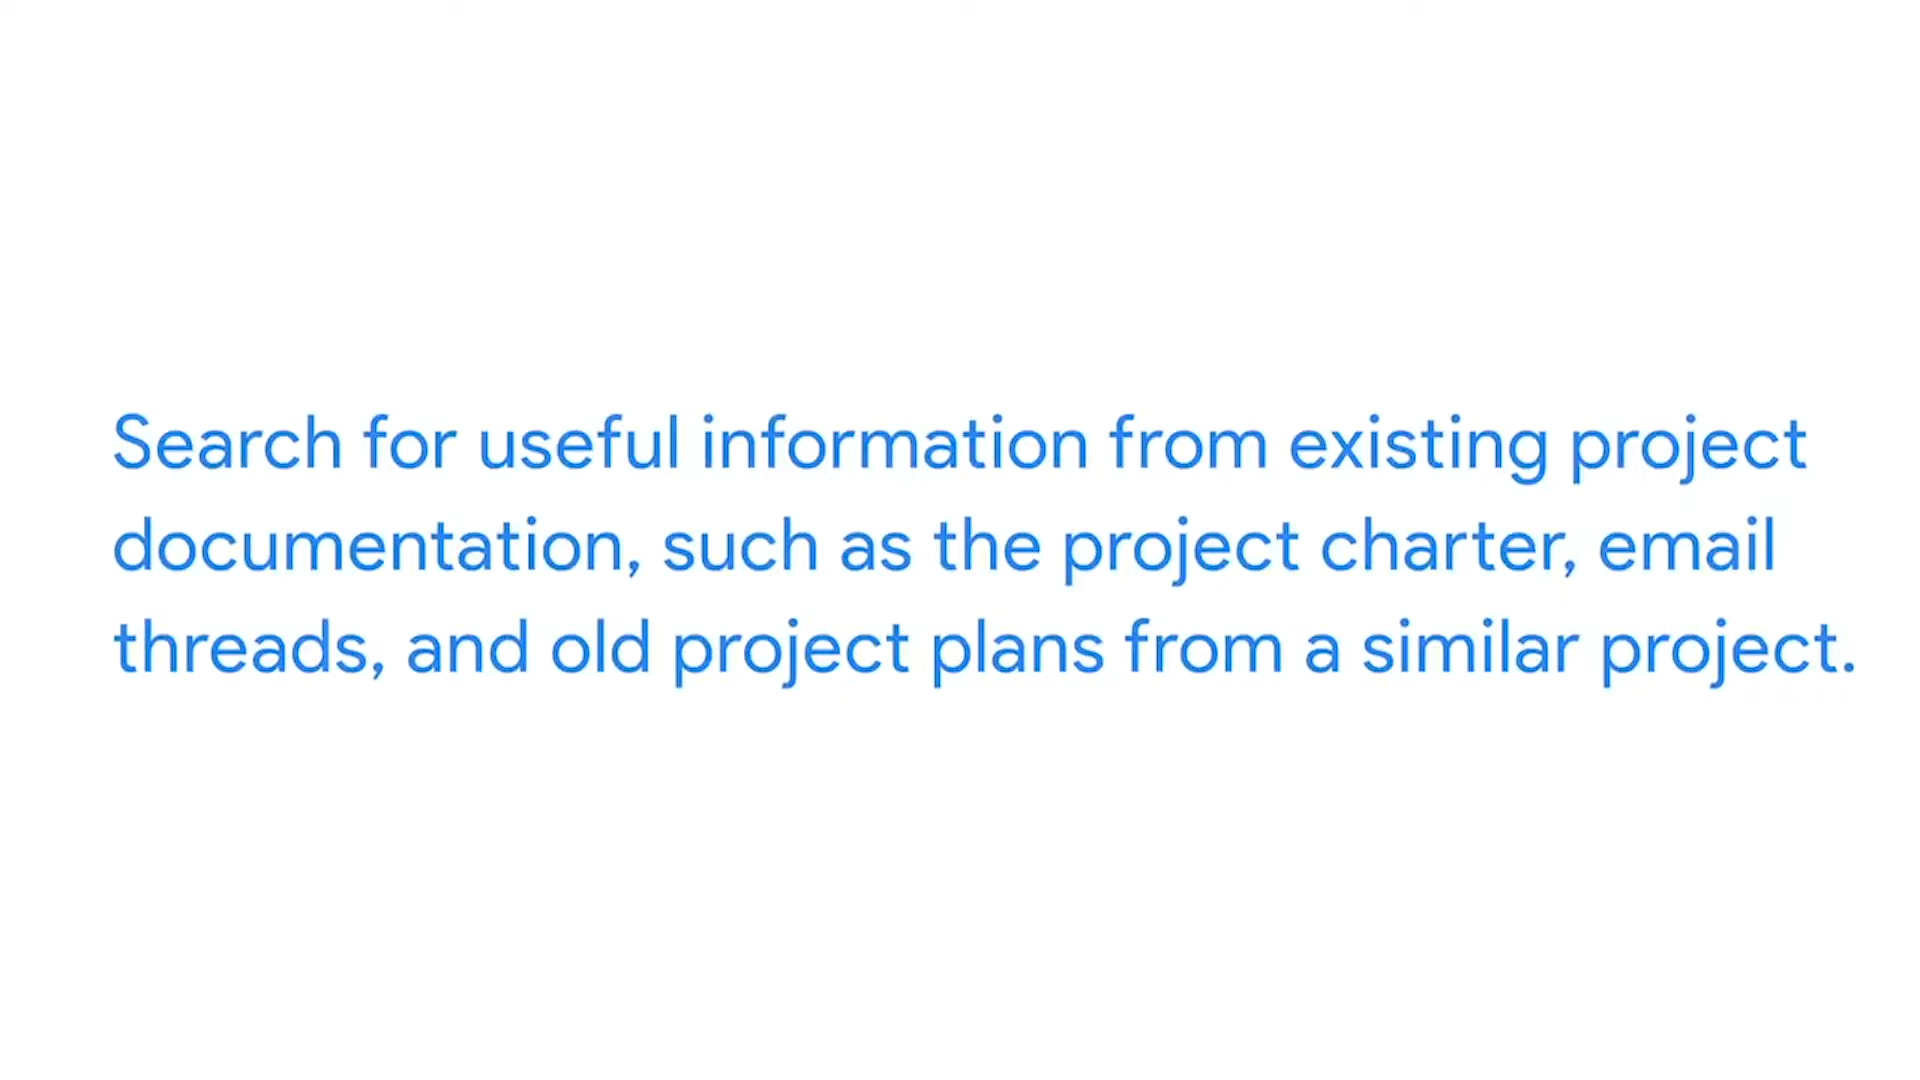 Search for useful information from existing project
documentation, such as the project charter, email
threads, and old project plans from a similar project.